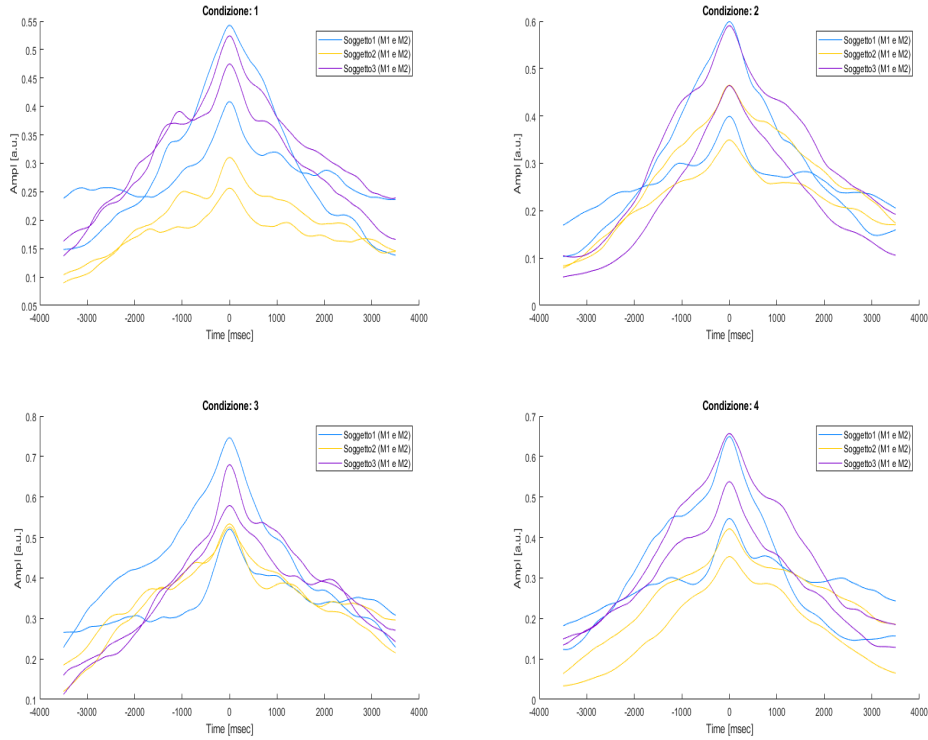 Condizione: 1
0.55
0.5
0.45
0.4
0.35
0.3
0.25
0.2
0.15
0.1
0.05
Ampl [a.u.]
Soggetto1 (M1 e M2)
Soggetto2 (M1 e M2)
Soggetto3 (M1 e M2)
-4000 -3000 -2000 -1000 0 1000 2000 3000 4000
Time [msec]
Condizione: 2
0.6
0.5
0.4
0.3
0.2
0.1
0
Ampl [a.u.]
Soggetto1 (M1 e M2)
Soggetto2 (M1 e M2)
Soggetto3 (M1 e M2)
-4000 -3000 -2000 -1000 0 1000 2000 3000 4000
Time [msec]
Condizione: 3
0.8
0.7
0.6
0.5
0.4
0.3
0.2
0.1
Ampl [a.u.]
Soggetto1 (M1 e M2)
Soggetto2 (M1 e M2)
Soggetto3 (M1 e M2)
-4000 -3000 -2000 -1000 0 1000 2000 3000 4000
Time [msec]
Condizione: 4
0.7
0.6
0.5
0.4
0.3
0.2
0.1
0
Ampl [a.u.]
Soggetto1 (M1 e M2)
Soggetto2 (M1 e M2)
Soggetto3 (M1 e M2)
-4000 -3000 -2000 -1000 0 1000 2000 3000 4000
Time [msec]